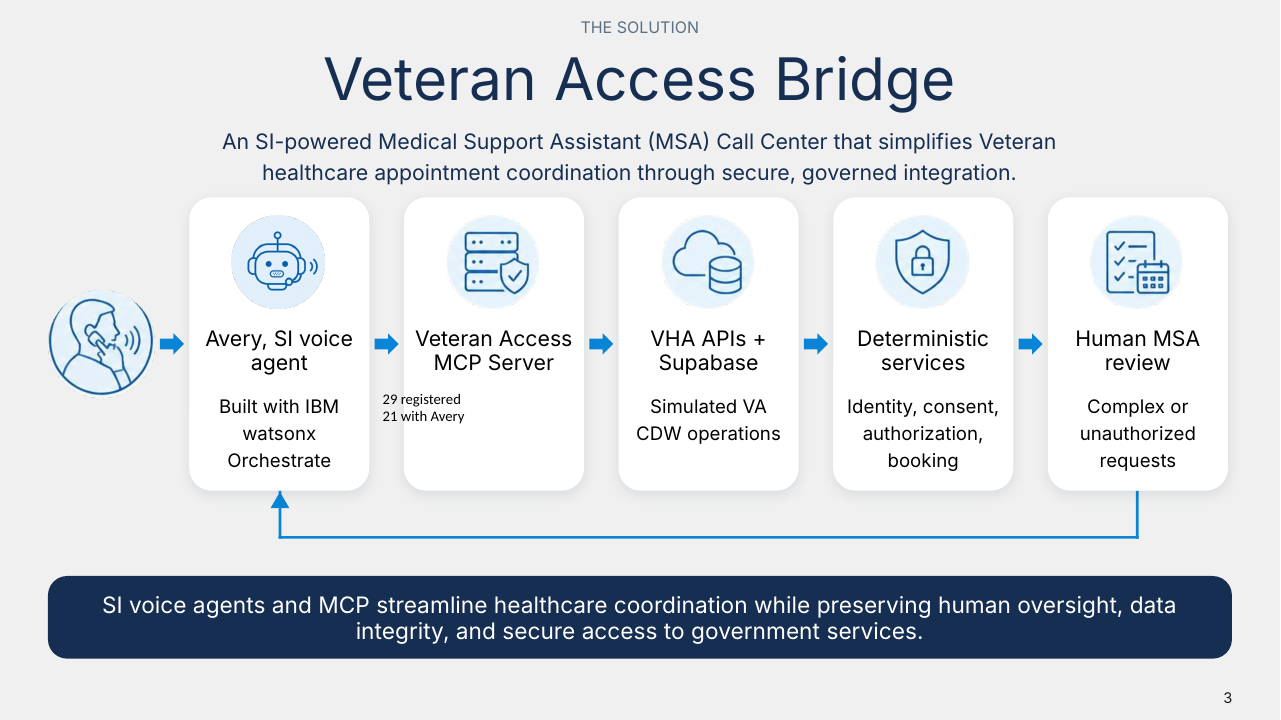 THE SOLUTION
Veteran Access Bridge
An SI-powered Medical Support Assistant (MSA) Call Center that simplifies Veteran
healthcare appointment coordination through secure, governed integration.
Avery, SI voice
agent
Built with IBM
watsonx
Orchestrate
Veteran Access
MCP Server
29 registered
21 with Avery
VHA APIs +
Supabase
Simulated VA
CDW operations
Deterministic
services
Identity, consent,
authorization,
booking
Human MSA
review
Complex or
unauthorized
requests
SI voice agents and MCP streamline healthcare coordination while preserving human oversight, data
integrity, and secure access to government services.
3